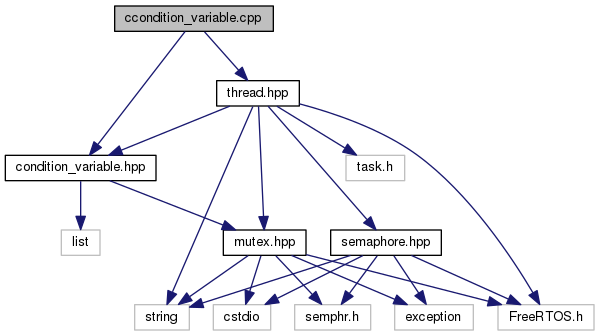 ccondition_variable.cpp
thread.hpp
condition_variable.hpp
task.h
list
mutex.hpp
semaphore.hpp
string
cstdio
semphr.h
exception
FreeRTOS.h